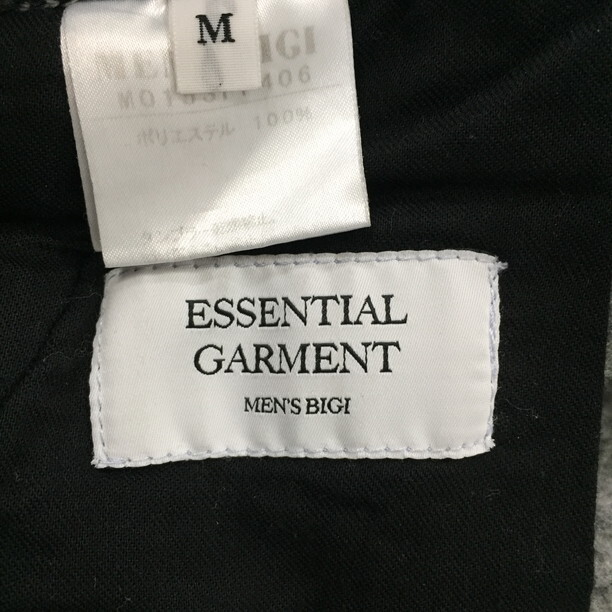 M
MEN BIGI
ポリエステル 100%
ESSENTIAL
GARMENT
MEN'S BIGI